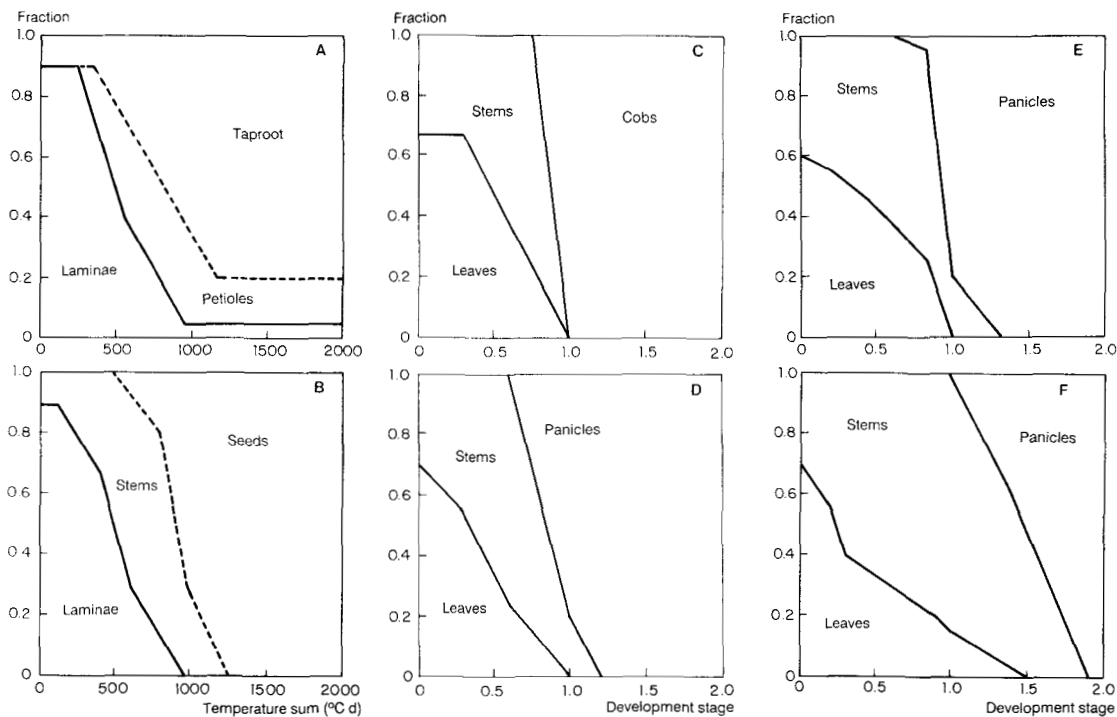 Fraction
1.0
A
0.8
Taproot
0.6
0.4
Laminae
0.2
Petioles
0
0 500 1000 1500 2000
1.0
B
0.8
Seeds
0.6
Stems
0.4
Laminae
0.2
0
0 500 1000 1500 2000
Temperature sum (°C d)
1.0
C
0.8
Stems
Cobs
0.6
0.4
Leaves
0.2
0
0 0.5 1.0 1.5 2.0
1.0
D
Panicles
0.8
Stems
0.6
0.4
Leaves
0.2
0
0 0.5 1.0 1.5 2.0
Development stage
Fraction
1.0
E
Stems
Panicles
0.8
0.6
0.4
Leaves
0.2
0
0 0.5 1.0 1.5 2.0
1.0
F
Stems
Panicles
0.8
0.6
0.4
0.2
Leaves
0
0 0.5 1.0 1.5 2.0
Development stage